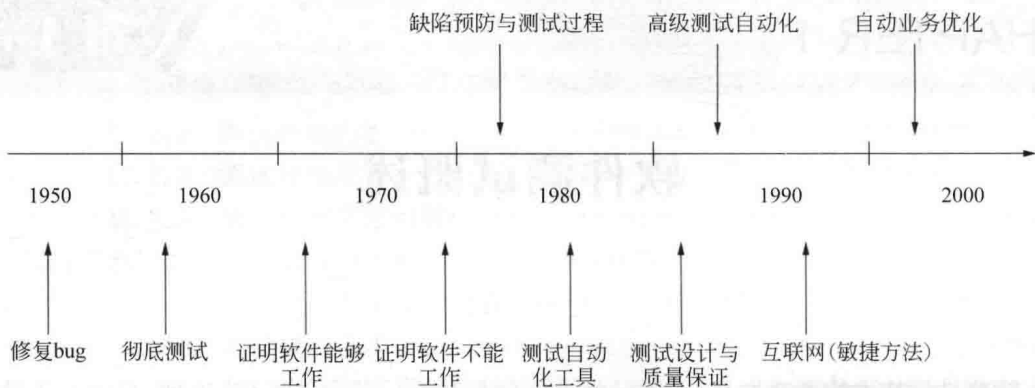 缺陷预防与测试过程 高级测试自动化 自动业务优化
1950 1960 1970 1980 1990 2000
修复bug 彻底测试 证明软件能够 证明软件不能 测试自动 测试设计与 互联网(敏捷方法)
工作 工作 化工具 质量保证